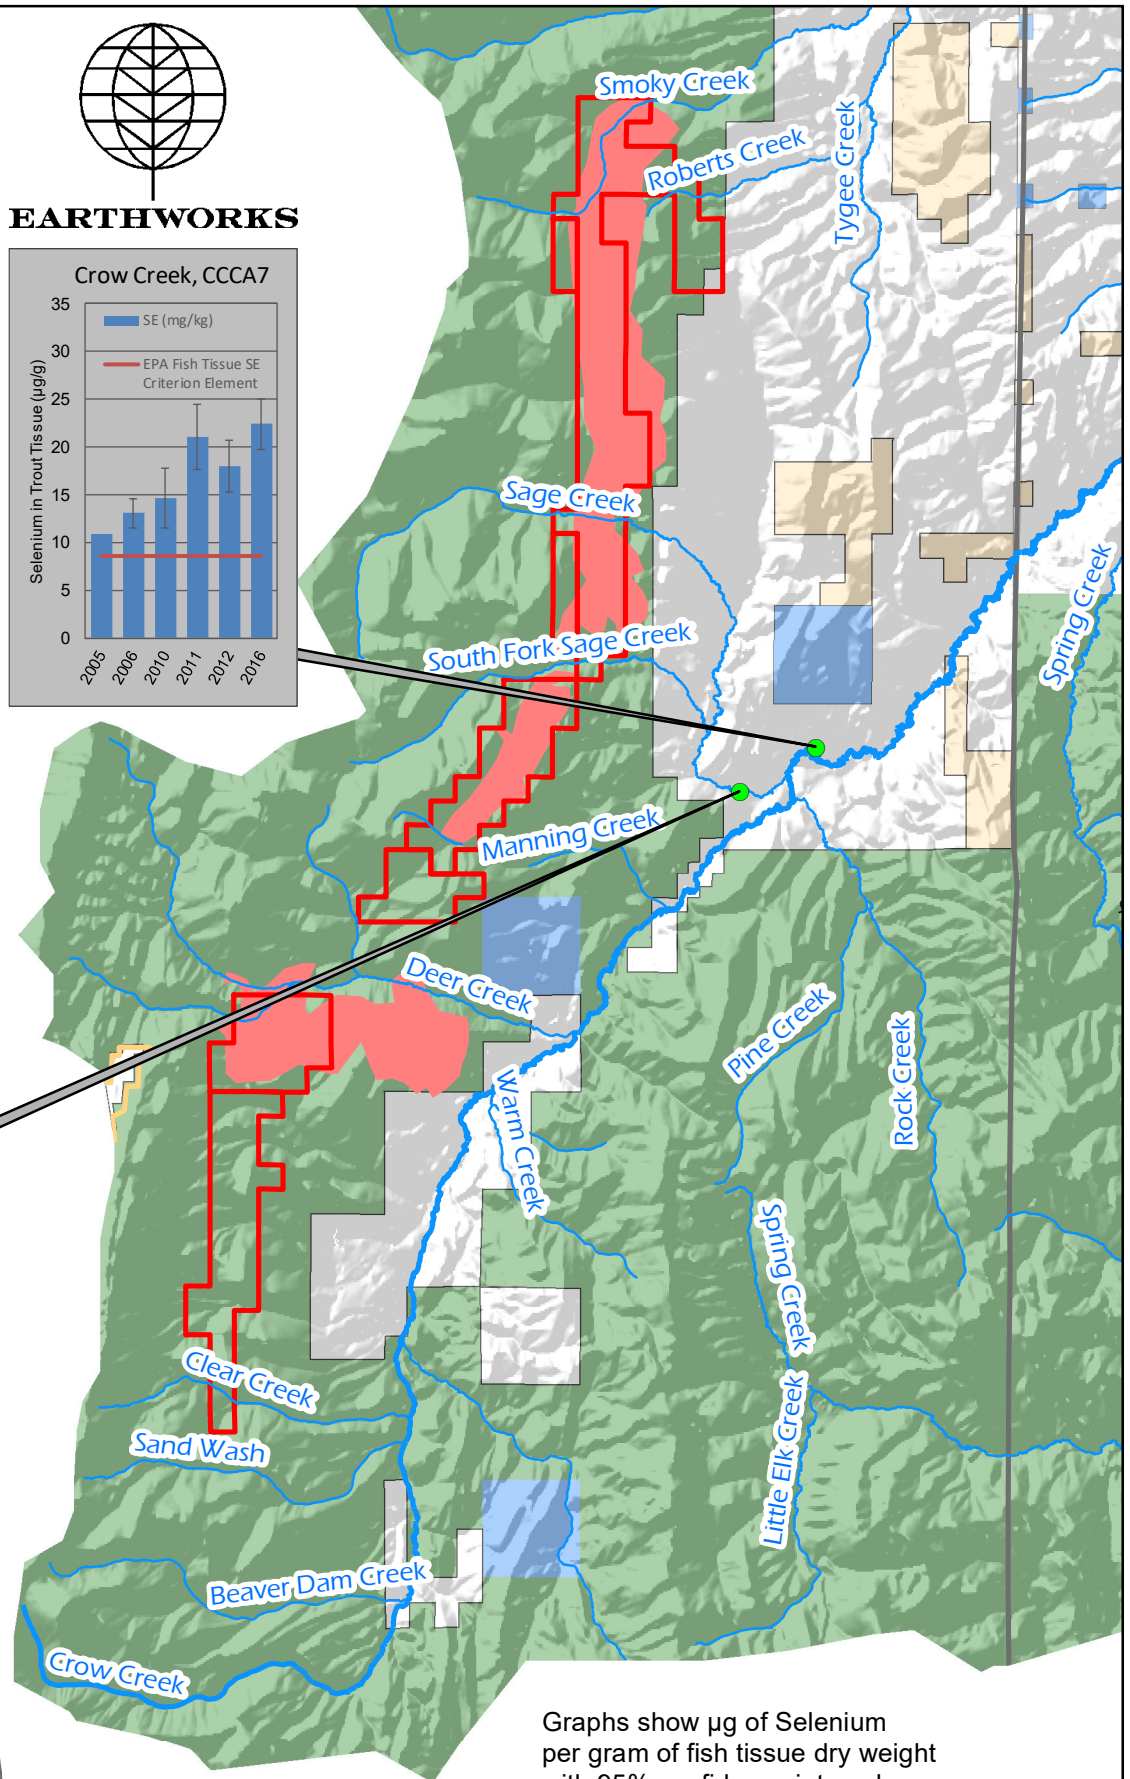 EARTHWORKS
Crow Creek, CCCA7
Selenium in Trout Tissue (µg/g)
35
30
25
20
15
10
5
0
SE (mg/kg)
EPA Fish Tissue SE
Criterion Element
2005
2006
2010
2011
2012
2016
Smoky Creek
Roberts Creek
Tygee Creek
Sage Creek
South Fork Sage Creek
Spring Creek
Manning Creek
Deer Creek
Pine Creek
Rock Creek
Warm Creek
Spring Creek
Clear Creek
Sand Wash
Little Elk Creek
Beaver Dam Creek
Crow Creek
Graphs show µg of Selenium
per gram of fish tissue dry weight
with 95% confidence intervals